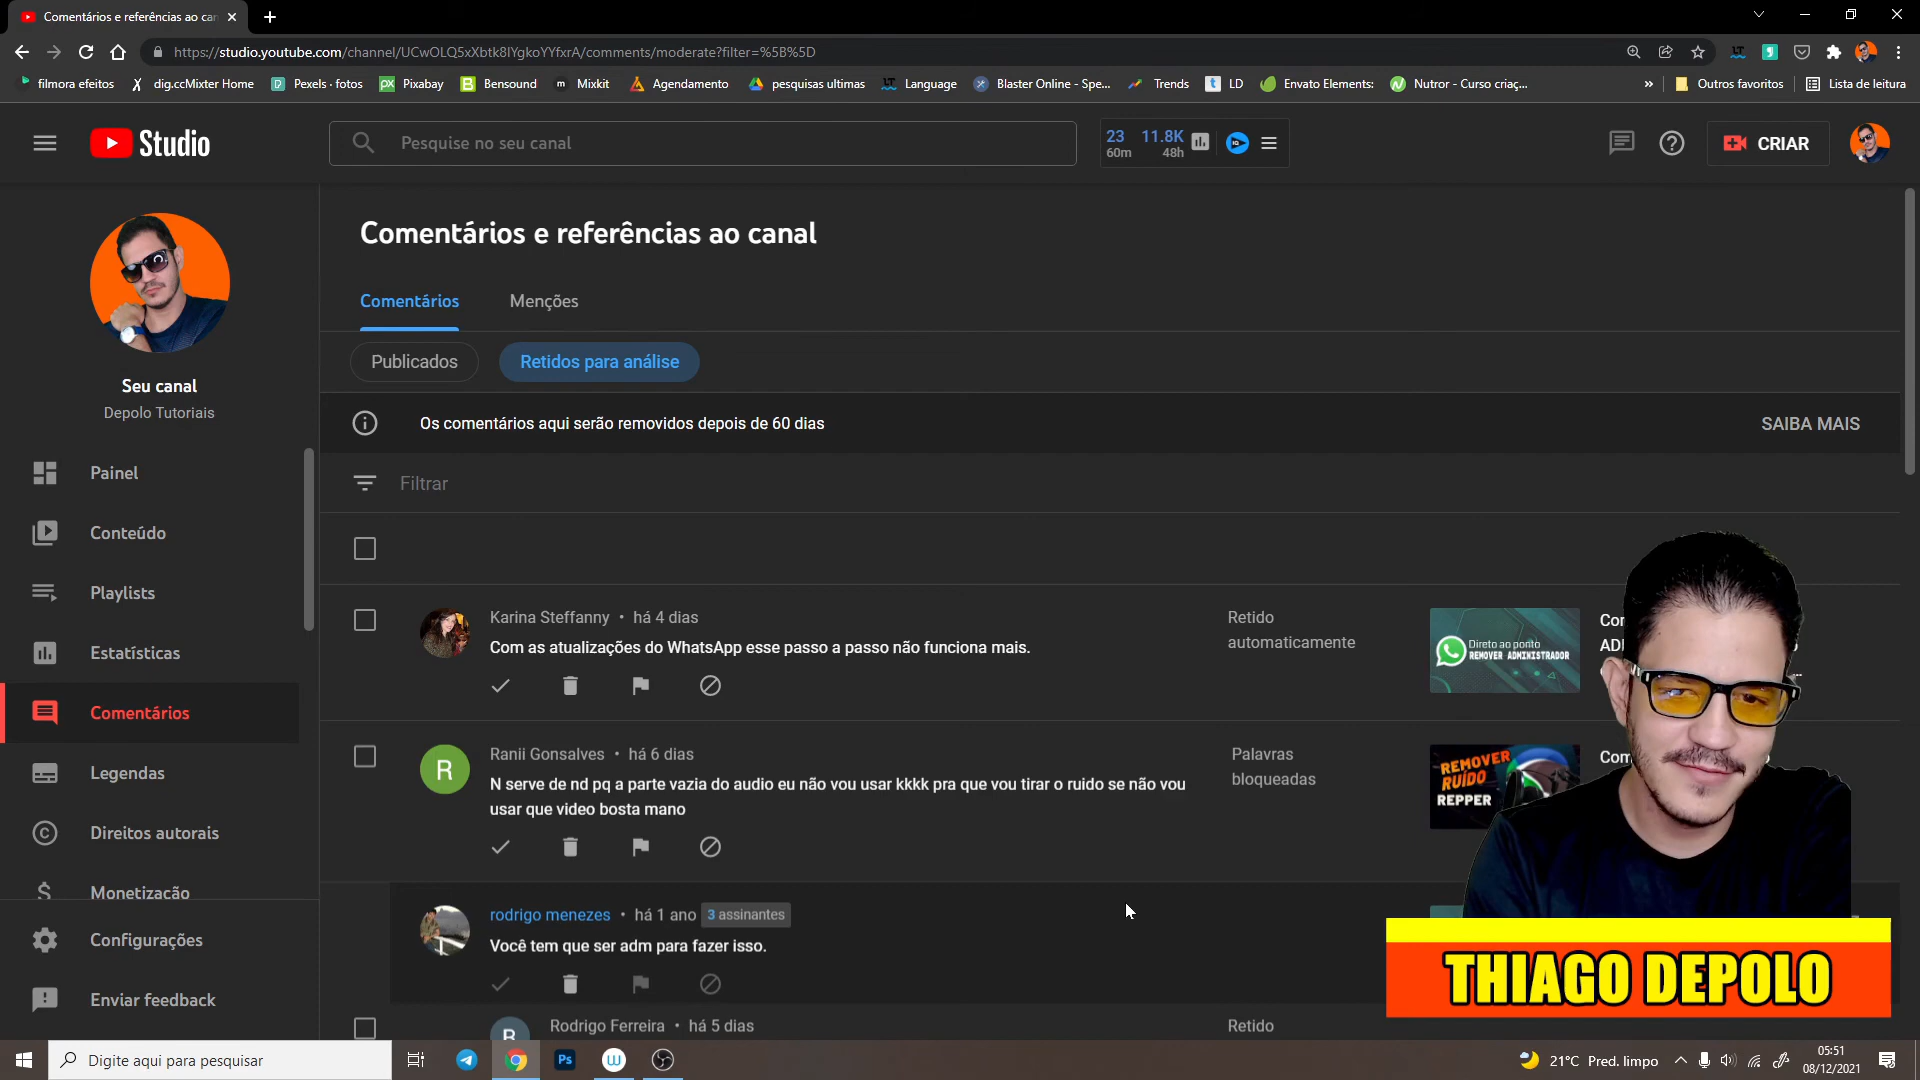 Comentários e referências ao can
https://studio.youtube.com/channel/UCwOLQ5xXbtk8lYgkoYYfxrA/comments/moderate?filter=%5B%5D
filmora efeitos
dig.ccMixter Home
Pexels · fotos
Pixabay
Bensound
Mixkit
Agendamento
pesquisas ultimas
Language
Blaster Online - Spe...
Trends
LD
Envato Elements:
Nutror - Curso criaç...
»
Outros favoritos
Lista de leitura
Studio
Pesquise no seu canal
23 11.8K
60m 48h
CRIAR
Seu canal
Depolo Tutoriais
Painel
Conteúdo
Playlists
Estatísticas
Comentários
Legendas
Direitos autorais
Monetização
Configurações
Enviar feedback
Comentários e referências ao canal
Comentários Menções
Publicados Retidos para análise
Os comentários aqui serão removidos depois de 60 dias
SAIBA MAIS
Filtrar
Karina Steffanny • há 4 dias
Com as atualizações do WhatsApp esse passo a passo não funciona mais.
Retido
automaticamente
Direto ao ponto
REMOVER ADMINISTRADOR
R
Ranii Gonsalves • há 6 dias
N serve de nd pq a parte vazia do audio eu não vou usar kkkk pra que vou tirar o ruido se não vou
usar que video bosta mano
Palavras
bloqueadas
REMOVER
RUÍDO
REPPER
rodrigo menezes • há 1 ano 3 assinantes
Você tem que ser adm para fazer isso.
THIAGO DEPOLO
R
Rodrigo Ferreira • há 5 dias
Retido
Digite aqui para pesquisar
Ps
21°C Pred. limpo
05:51
08/12/2021